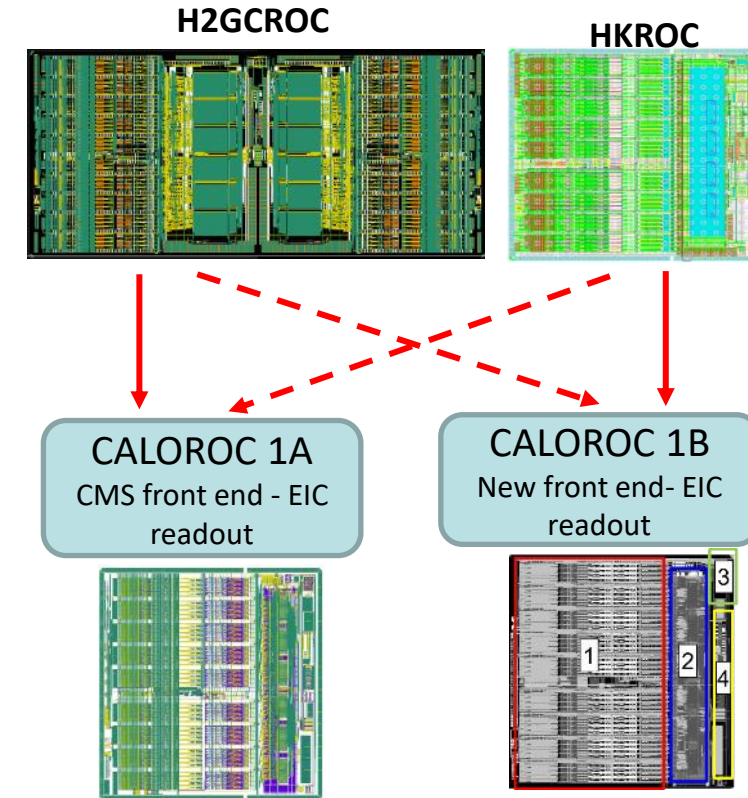 H2GCROC
HKROC
CALOROC 1A
CMS front end - EIC
readout
CALOROC 1B
New front end- EIC
readout
1
2
3
4